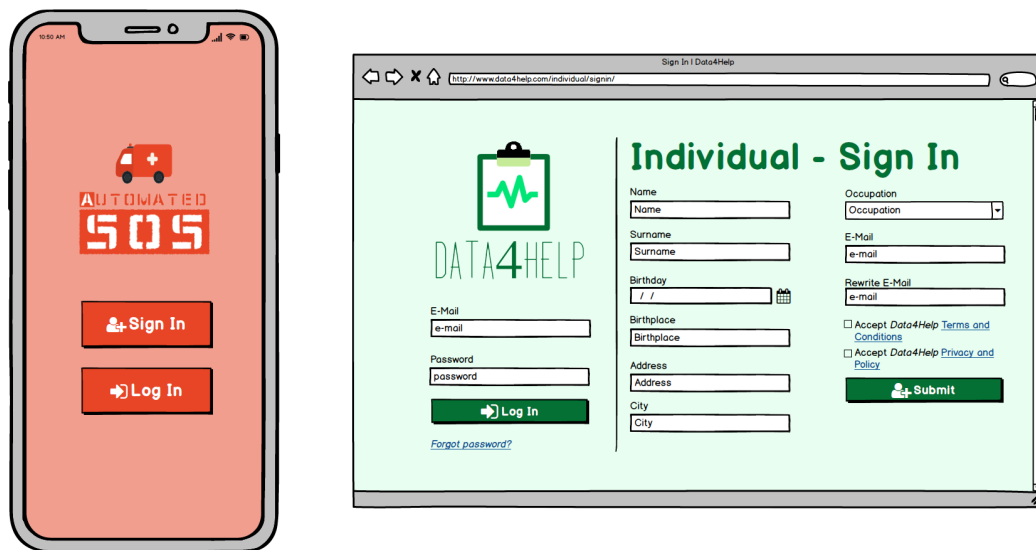 10:50 AM
AUTOMATED
SOS
Sign In
Log In
Sign In | Data4Help
http://www.data4help.com/individual/signin/
DATA4HELP
E-Mail
e-mail
Password
password
Log In
Forgot password?
Individual - Sign In
Name
Name
Surname
Surname
Birthday
/ /
Birthplace
Birthplace
Address
Address
City
City
Occupation
Occupation
E-Mail
e-mail
Rewrite E-Mail
e-mail
Accept Data4Help Terms and
Conditions
Accept Data4Help Privacy and
Policy
Submit